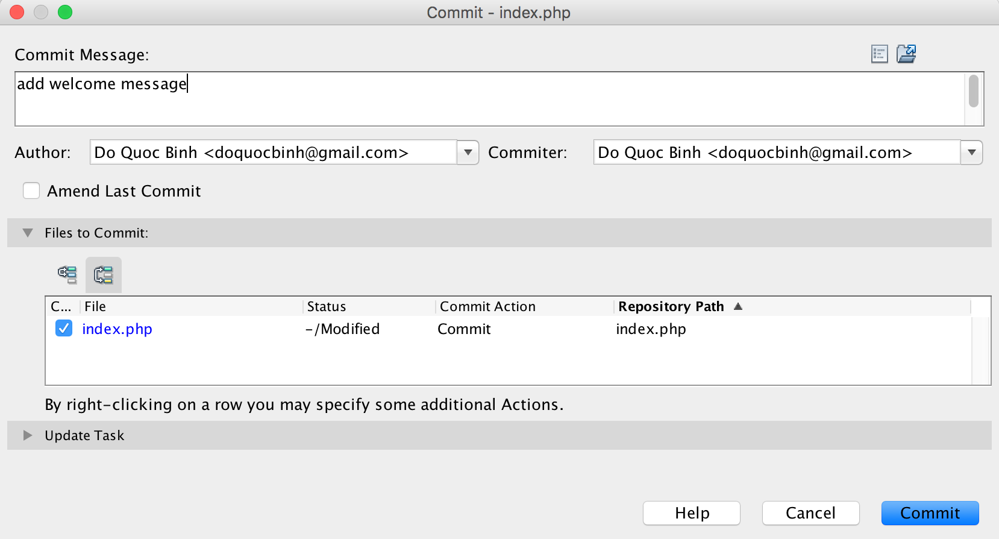 Commit - index.php
Commit Message:
add welcome message
Author: Do Quoc Binh <doquocbinh@gmail.com> Commiter: Do Quoc Binh <doquocbinh@gmail.com>
Amend Last Commit
Files to Commit:
C... File Status Commit Action Repository Path
index.php -/Modified Commit index.php
By right-clicking on a row you may specify some additional Actions.
Update Task
Help Cancel Commit